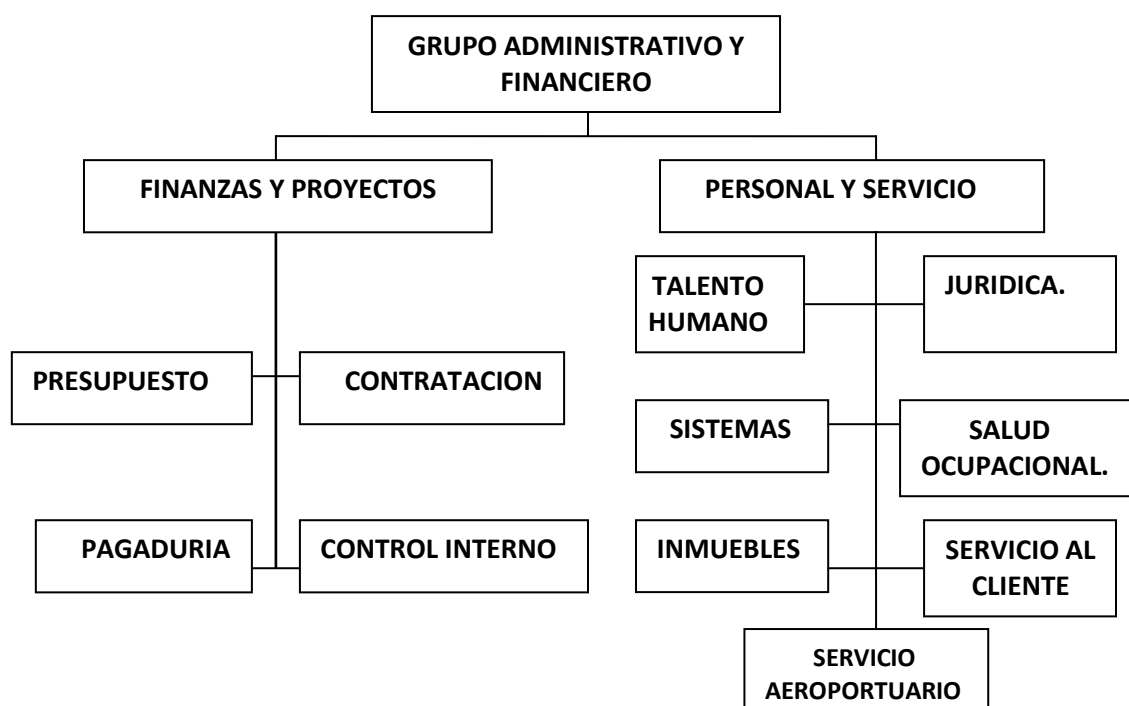 GRUPO ADMINISTRATIVO Y
FINANCIERO
FINANZAS Y PROYECTOS
PERSONAL Y SERVICIO
TALENTO
HUMANO
JURIDICA.
PRESUPUESTO
CONTRATACION
SISTEMAS
SALUD
OCUPACIONAL.
PAGADURIA
CONTROL INTERNO
INMUEBLES
SERVICIO AL
CLIENTE
SERVICIO
AEROPORTUARIO